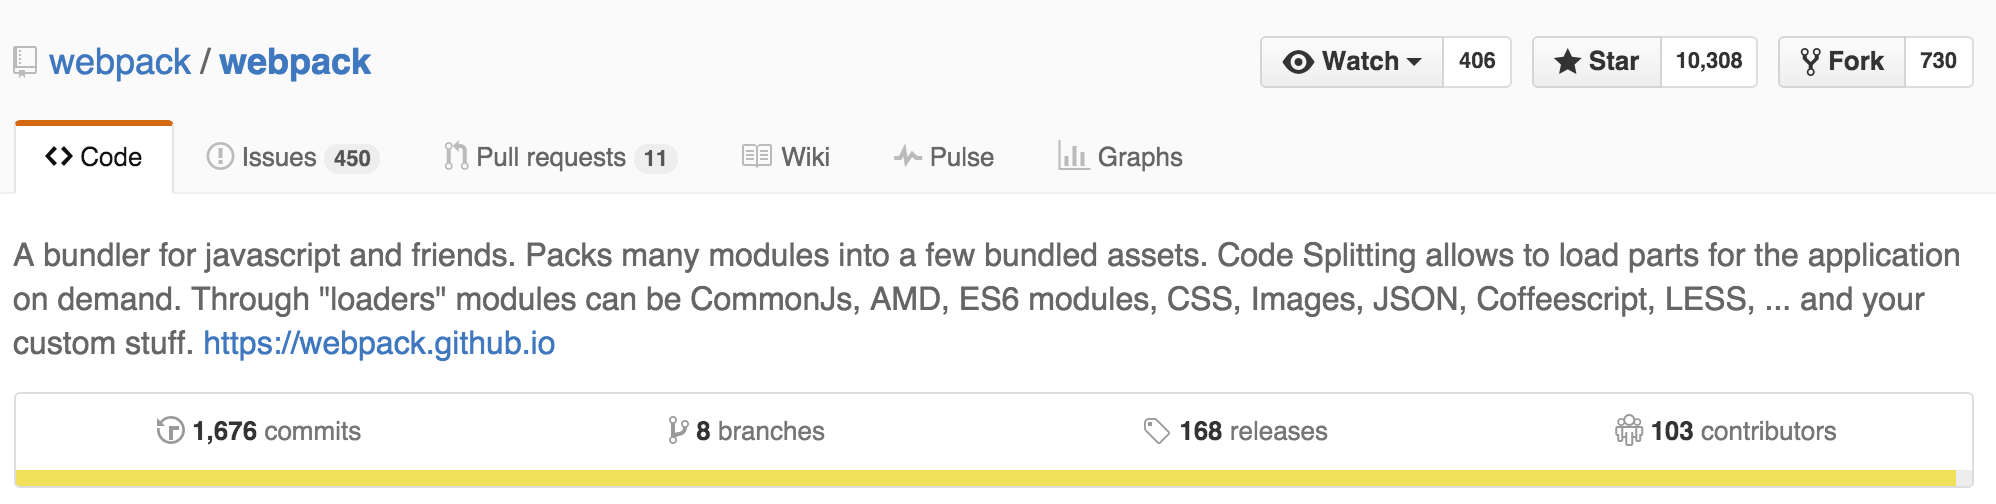 webpack / webpack
Watch 406 Star 10,308 Fork 730
Code Issues 450 Pull requests 11 Wiki Pulse Graphs
A bundler for javascript and friends. Packs many modules into a few bundled assets. Code Splitting allows to load parts for the application
on demand. Through "loaders" modules can be CommonJs, AMD, ES6 modules, CSS, Images, JSON, Coffeescript, LESS, ... and your
custom stuff. https://webpack.github.io
1,676 commits 8 branches 168 releases 103 contributors